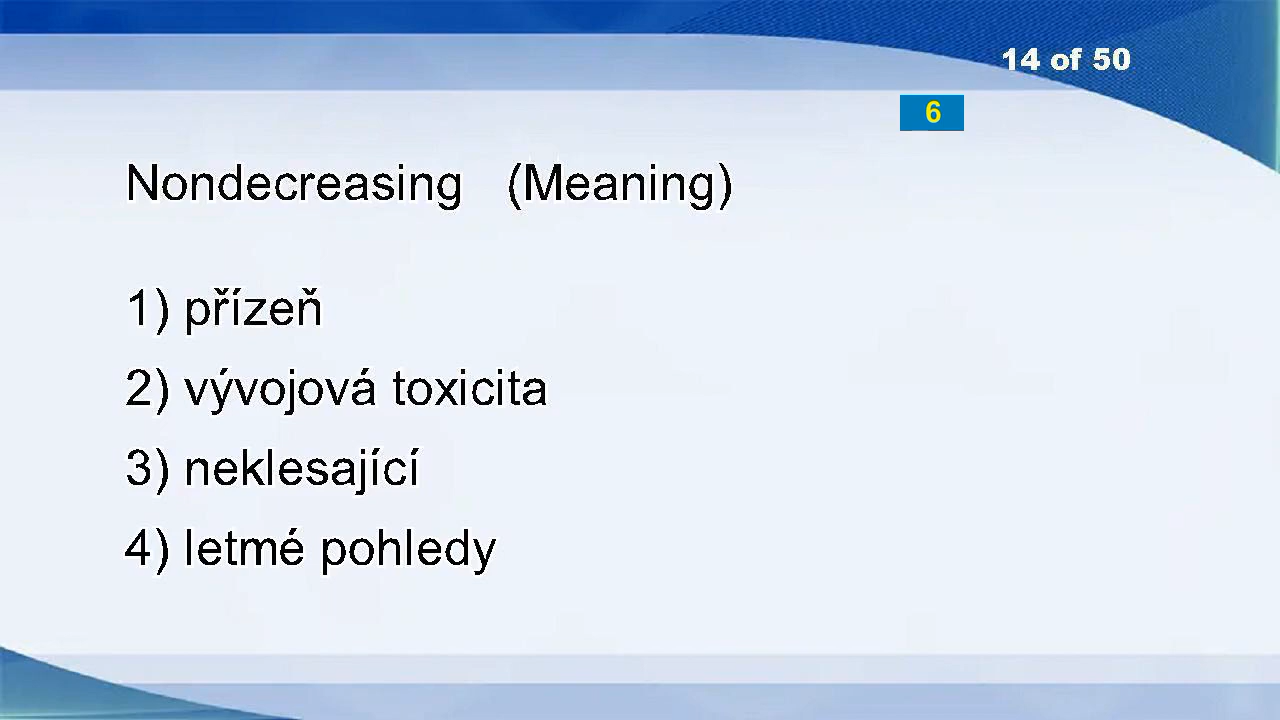 14 of 50
6
Nondecreasing (Meaning)
1) přízeň
2) vývojová toxicita
3) neklesající
4) letmé pohledy